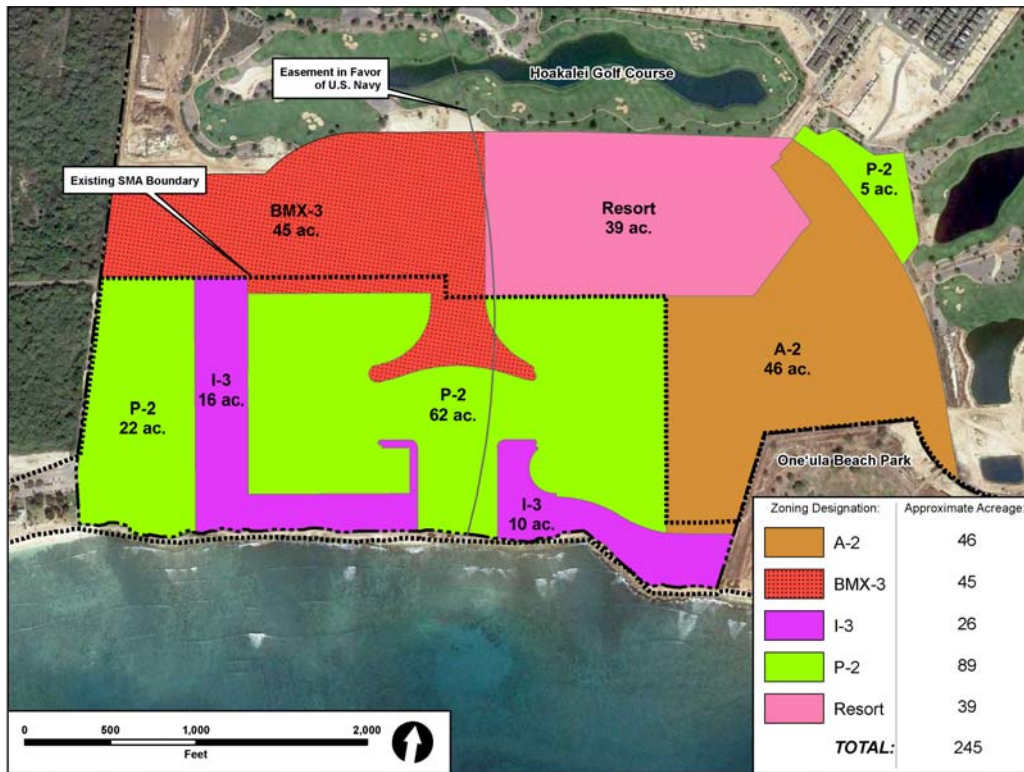 Easement in Favor
of U.S. Navy
Hoakalei Golf Course
Existing SMA Boundary
P-2
5 ac.
BMX-3
45 ac.
Resort
39 ac.
A-2
46 ac.
I-3
16 ac.
P-2
22 ac.
P-2
62 ac.
One'ula Beach Park
I-3
10 ac.
Zoning Designation: Approximate Acreage:
A-2 46
BMX-3 45
I-3 26
P-2 89
Resort 39
TOTAL: 245
0 500 1,000 2,000
Feet